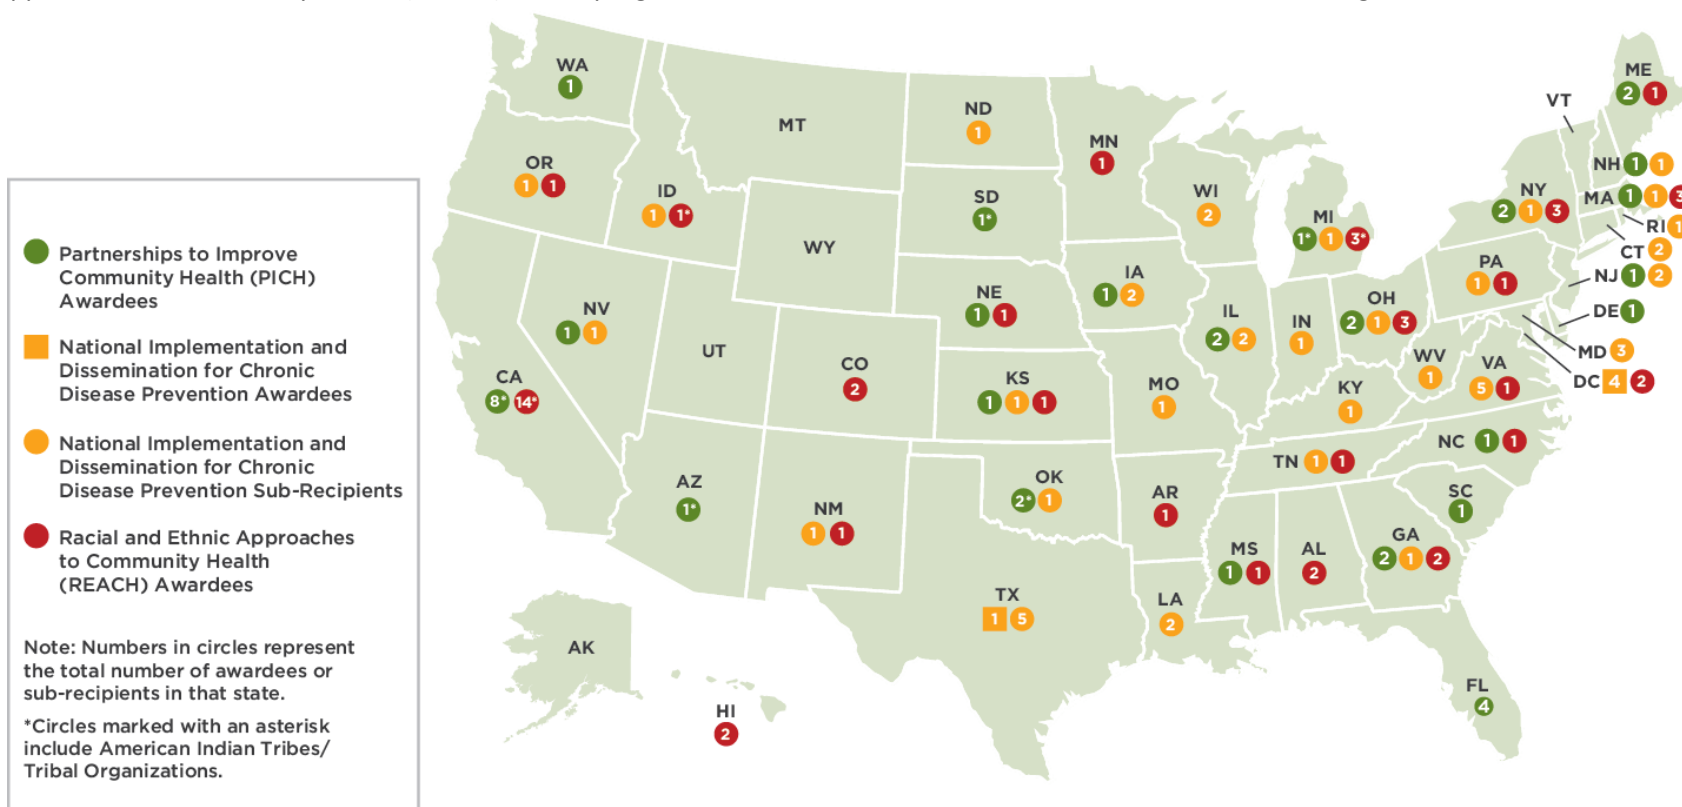 Partnerships to Improve
Community Health (PICH)
Awardees
National Implementation and
Dissemination for Chronic
Disease Prevention Awardees
National Implementation and
Dissemination for Chronic
Disease Prevention Sub-Recipients
Racial and Ethnic Approaches
to Community Health
(REACH) Awardees
Note: Numbers in circles represent
the total number of awardees or
sub-recipients in that state.
*Circles marked with an asterisk
include American Indian Tribes/
Tribal Organizations.
WA
1
OR
1 1
ID
1 1*
MT
WY
NV
1 1
UT
CA
8* 14*
AZ
1*
CO
2
NM
1 1
ND
1
SD
1*
NE
1 1
KS
1 1 1
OK
2* 1
TX
1 5
MN
1
IA
1 2
MO
1
AR
1
LA
2
WI
2
IL
2 2
MI
1* 1 3*
IN
1
OH
2 1 3
KY
1
TN 1 1
MS
1 1
AL
2
GA
2 1 2
FL
4
SC
1
NC 1 1
VA
5 1
WV
1
PA
1 1
NY
2 1 3
VT
ME
2 1
NH 1 1
MA 1 1 3
RI 1
CT 2
NJ 1 2
DE 1
MD 3
DC 4 2
AK
HI
2